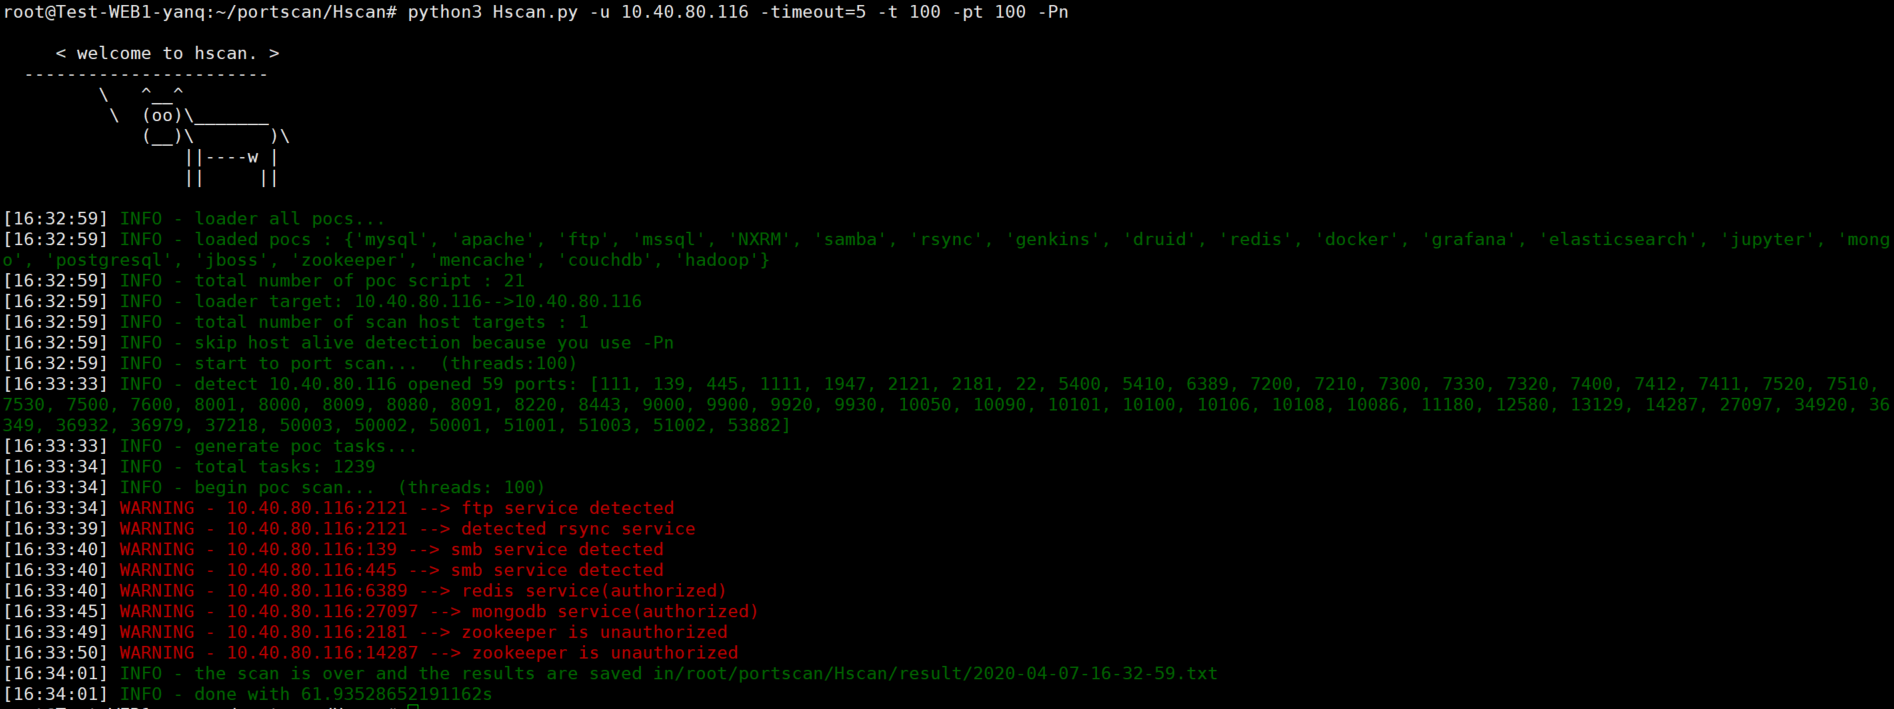 root@Test-WEB1-yanq:~/portscan/Hscan# python3 Hscan.py -u 10.40.80.116 -timeout=5 -t 100 -pt 100 -Pn
     < welcome to hscan. >
  -----------------------
         \   ^__^
          \  (oo)\_______
             (__)\       )\
                 ||----w |
                 ||     ||
[16:32:59] INFO - loader all pocs...
[16:32:59] INFO - loaded pocs : {'mysql', 'apache', 'ftp', 'mssql', 'NXRM', 'samba', 'rsync', 'genkins', 'druid', 'redis', 'docker', 'grafana', 'elasticsearch', 'jupyter', 'mong
o', 'postgresql', 'jboss', 'zookeeper', 'mencache', 'couchdb', 'hadoop'}
[16:32:59] INFO - total number of poc script : 21
[16:32:59] INFO - loader target: 10.40.80.116-->10.40.80.116
[16:32:59] INFO - total number of scan host targets : 1
[16:32:59] INFO - skip host alive detection because you use -Pn
[16:32:59] INFO - start to port scan...  (threads:100)
[16:33:33] INFO - detect 10.40.80.116 opened 59 ports: [111, 139, 445, 1111, 1947, 2121, 2181, 22, 5400, 5410, 6389, 7200, 7210, 7300, 7330, 7320, 7400, 7412, 7411, 7520, 7510,
7530, 7500, 7600, 8001, 8000, 8009, 8080, 8091, 8220, 8443, 9000, 9900, 9920, 9930, 10050, 10090, 10101, 10100, 10106, 10108, 10086, 11180, 12580, 13129, 14287, 27097, 34920, 36
349, 36932, 36979, 37218, 50003, 50002, 50001, 51001, 51003, 51002, 53882]
[16:33:33] INFO - generate poc tasks...
[16:33:34] INFO - total tasks: 1239
[16:33:34] INFO - begin poc scan...  (threads: 100)
[16:33:34] WARNING - 10.40.80.116:2121 --> ftp service detected
[16:33:39] WARNING - 10.40.80.116:2121 --> detected rsync service
[16:33:40] WARNING - 10.40.80.116:139 --> smb service detected
[16:33:40] WARNING - 10.40.80.116:445 --> smb service detected
[16:33:40] WARNING - 10.40.80.116:6389 --> redis service(authorized)
[16:33:45] WARNING - 10.40.80.116:27097 --> mongodb service(authorized)
[16:33:49] WARNING - 10.40.80.116:2181 --> zookeeper is unauthorized
[16:33:50] WARNING - 10.40.80.116:14287 --> zookeeper is unauthorized
[16:34:01] INFO - the scan is over and the results are saved in/root/portscan/Hscan/result/2020-04-07-16-32-59.txt
[16:34:01] INFO - done with 61.93528652191162s